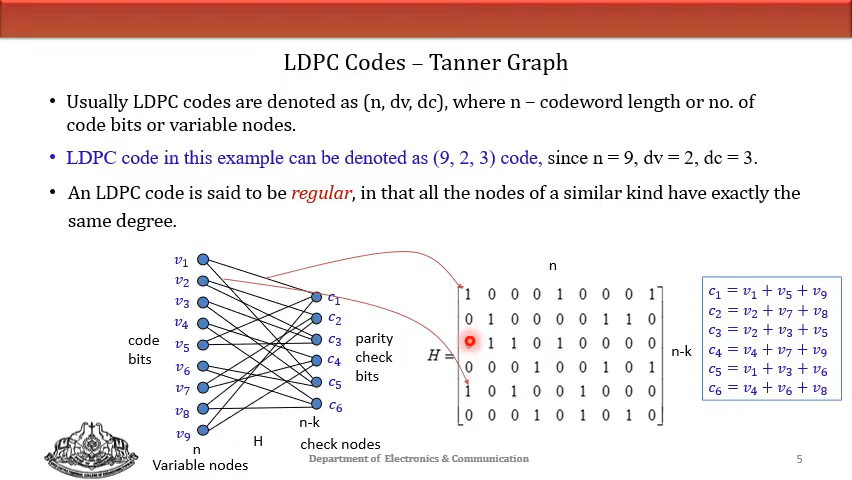 LDPC Codes – Tanner Graph
• Usually LDPC codes are denoted as (n, dv, dc), where n – codeword length or no. of
code bits or variable nodes.
• LDPC code in this example can be denoted as (9, 2, 3) code, since n = 9, dv = 2, dc = 3.
• An LDPC code is said to be regular, in that all the nodes of a similar kind have exactly the
same degree.
v₁
v₂
v₃
v₄
v₅
v₆
v₇
v₈
v₉
code
bits
n
Variable nodes
H
c₁
c₂
c₃
c₄
c₅
c₆
parity
check
bits
n-k
check nodes
n
H =
1 0 0 0 1 0 0 0 1
0 1 0 0 0 0 1 1 0
1 1 0 1 0 0 0 0
0 0 0 1 0 0 1 0 1
1 0 1 0 0 1 0 0 0
0 0 0 1 0 1 0 1 0
n-k
c₁ = v₁ + v₅ + v₉
c₂ = v₂ + v₇ + v₈
c₃ = v₂ + v₃ + v₅
c₄ = v₄ + v₇ + v₉
c₅ = v₁ + v₃ + v₆
c₆ = v₄ + v₆ + v₈
Department of Electronics & Communication
5